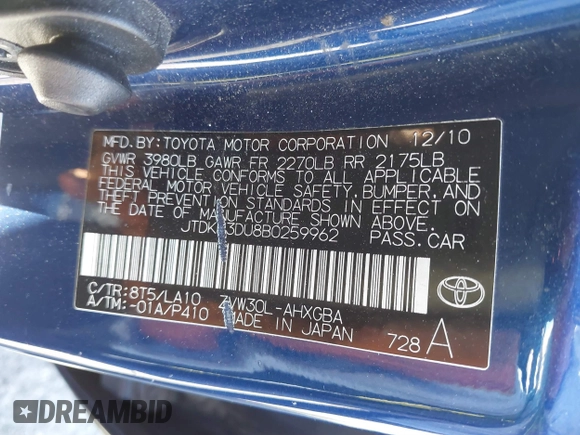 MFD.BY:TOYOTA MOTOR CORPORATION 12/10
GVWR 3980LB GAWR FR 2270LB RR 2175LB
THIS VEHICLE CONFORMS TO ALL APPLICABLE
FEDERAL MOTOR VEHICLE SAFETY, BUMPER, AND
THEFT PREVENTION STANDARDS IN EFFECT ON
THE DATE OF MANUFACTURE SHOWN ABOVE.
PASS.CAR
C/TR:8T5/LA10
A/TM:-01A/P410 MADE IN JAPAN
728 A
TOYOTA
DREAMBID